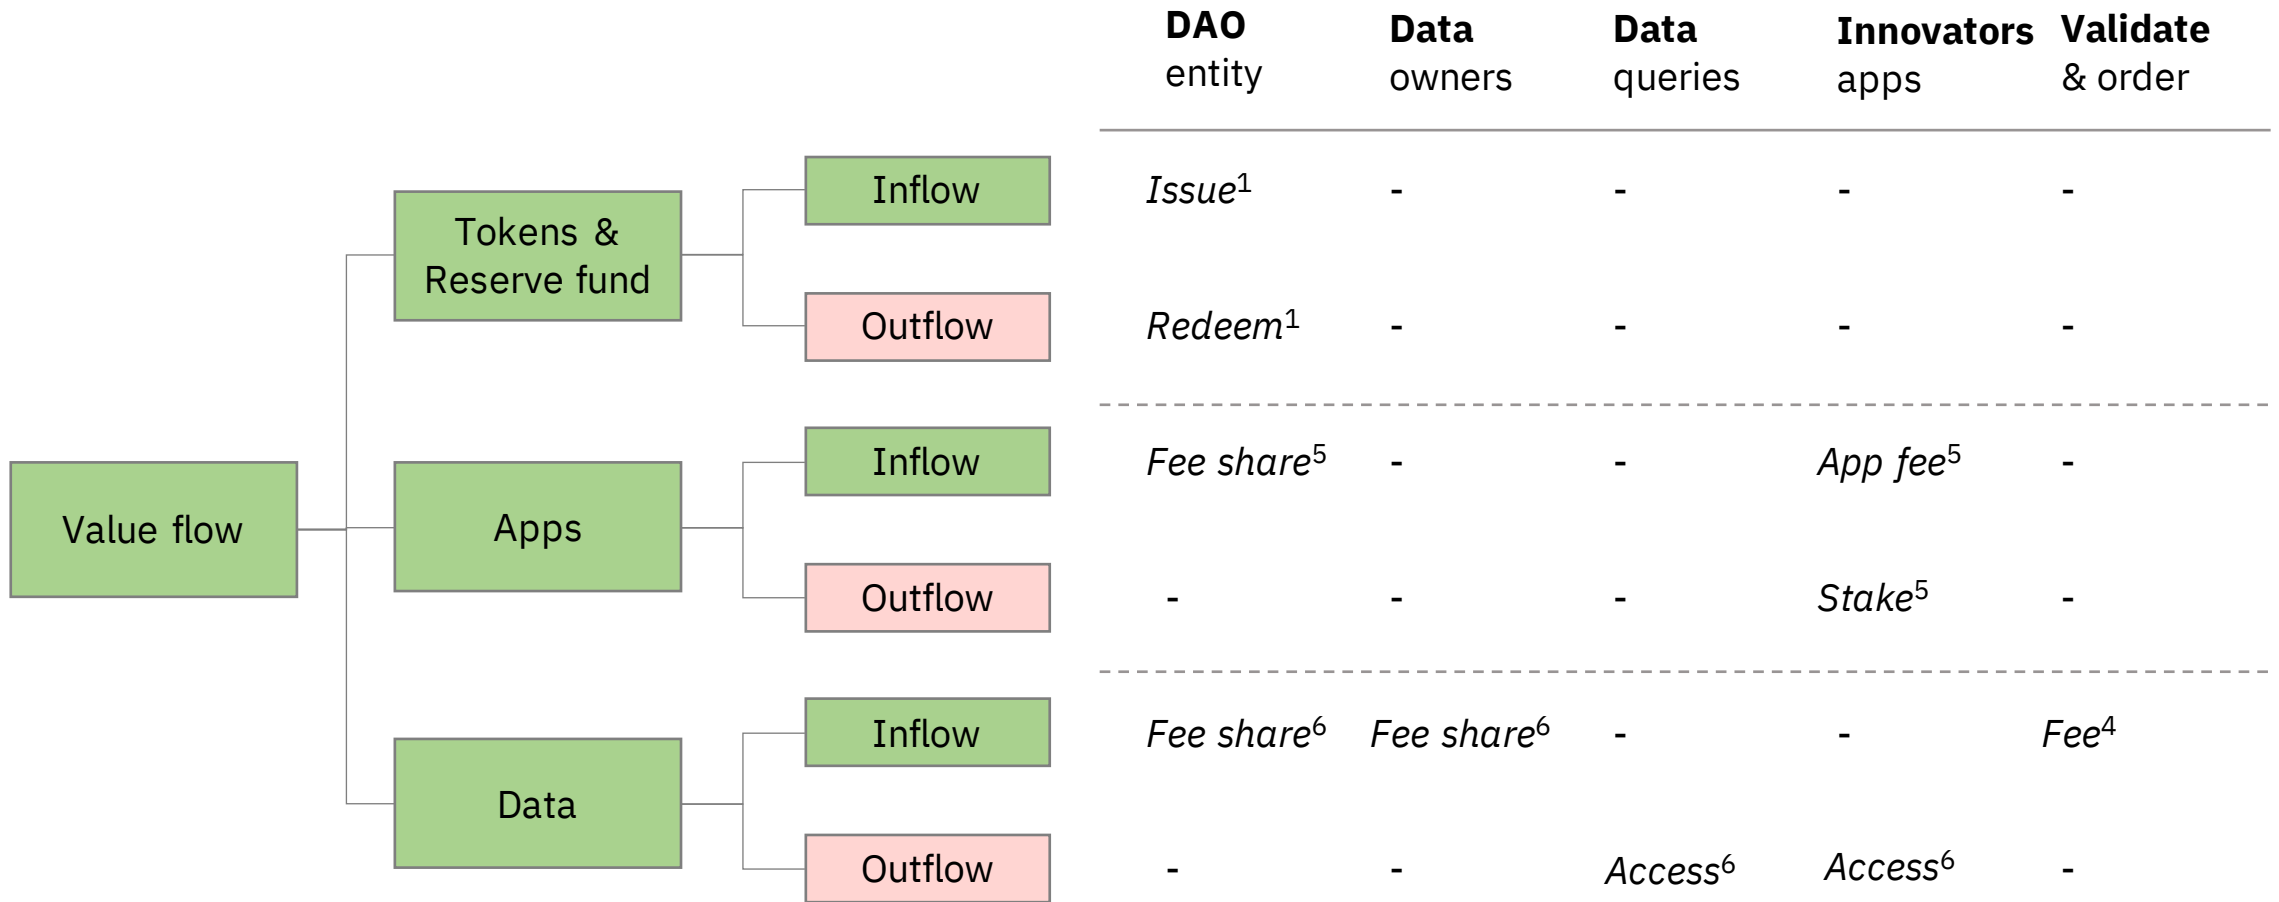 DAO Data Data Innovators Validate
entity owners queries apps & order
Inflow Issue¹ - - - -
Tokens &
Reserve fund
Outflow Redeem¹ - - - -
Inflow Fee share⁵ - - App fee⁵ -
Value flow Apps
Outflow - - - Stake⁵ -
Inflow Fee share⁶ Fee share⁶ - - Fee⁴
Data
Outflow - - Access⁶ Access⁶ -